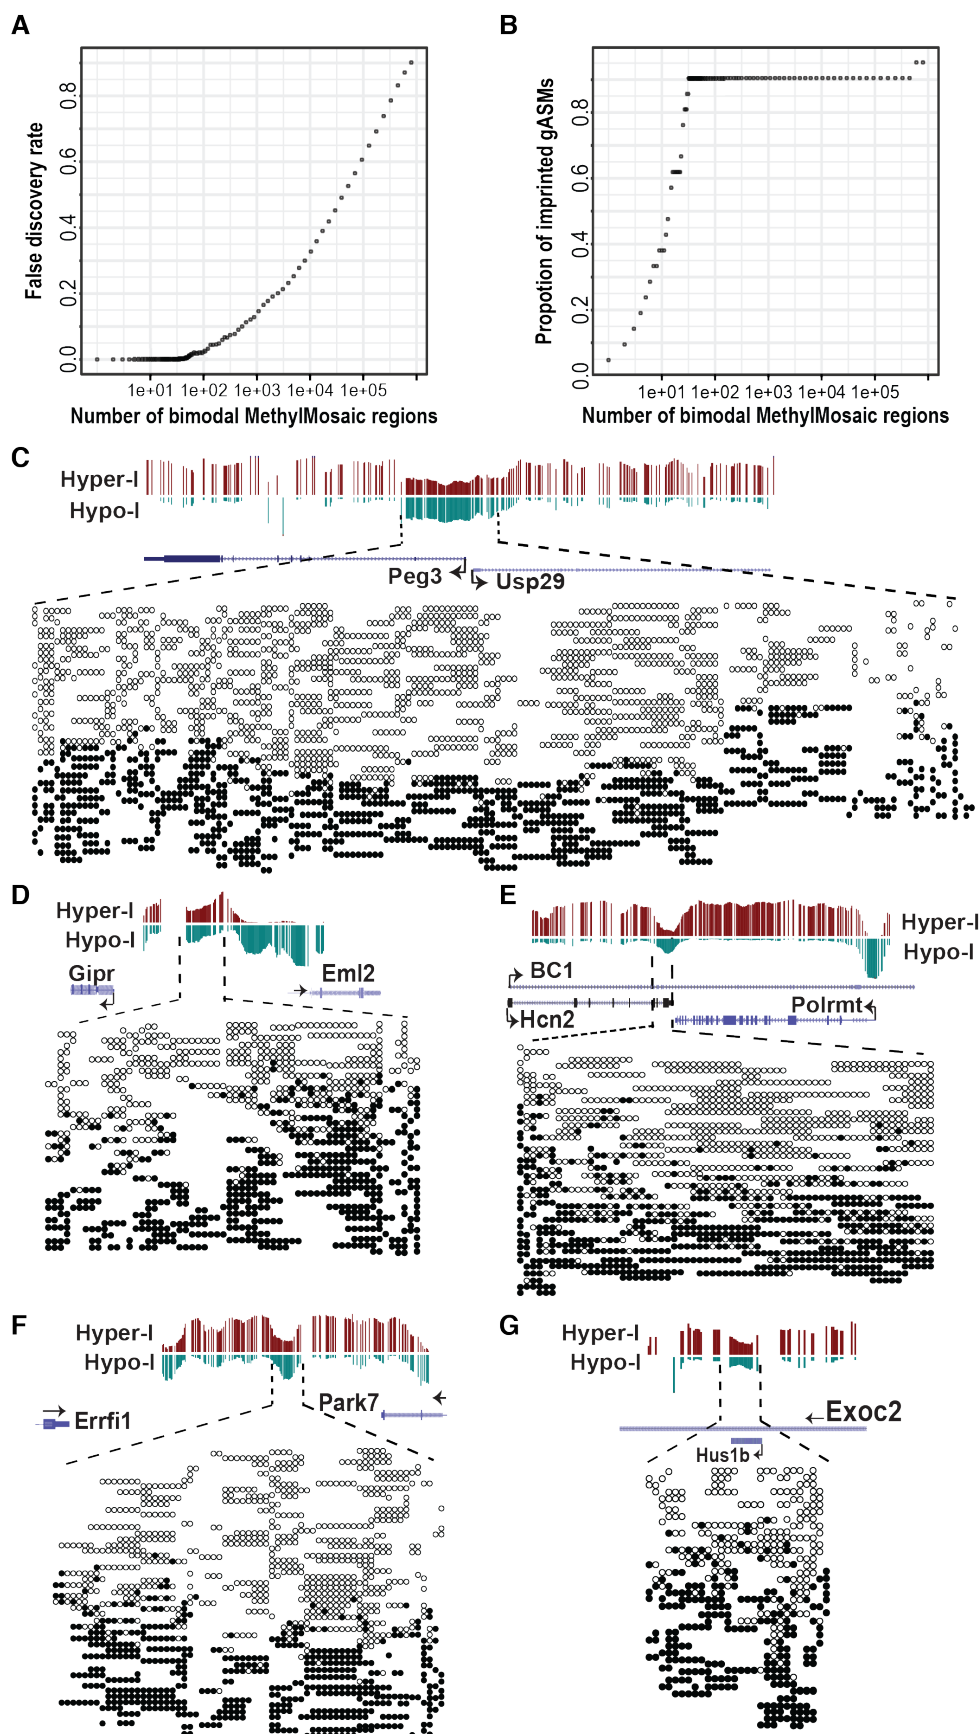 A
False discovery rate
0.8
0.6
0.4
0.2
0.0
1e+01 1e+02 1e+03 1e+04 1e+05
Number of bimodal MethylMosaic regions
B
Propotion of imprinted gASMs
0.8
0.6
0.4
0.2
0.0
1e+01 1e+02 1e+03 1e+04 1e+05
Number of bimodal MethylMosaic regions
C
Hyper-I
Hypo-I
Peg3
Usp29
D
Hyper-I
Hypo-I
Gipr
Eml2
E
Hyper-I
Hypo-I
BC1
Hcn2
Polrmt
F
Hyper-I
Hypo-I
Errfi1
Park7
G
Hyper-I
Hypo-I
Exoc2
Hus1b